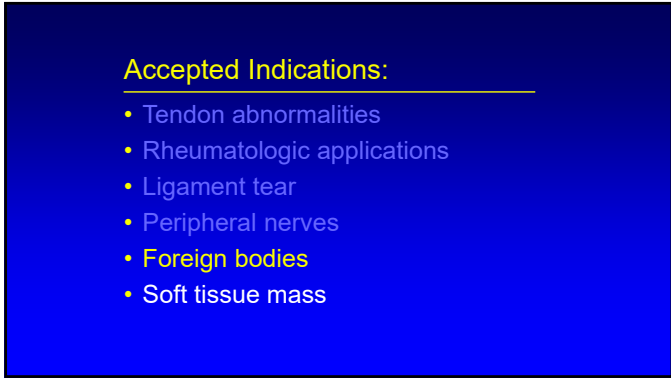 Accepted Indications:
• Tendon abnormalities
• Rheumatologic applications
• Ligament tear
• Peripheral nerves
• Foreign bodies
• Soft tissue mass